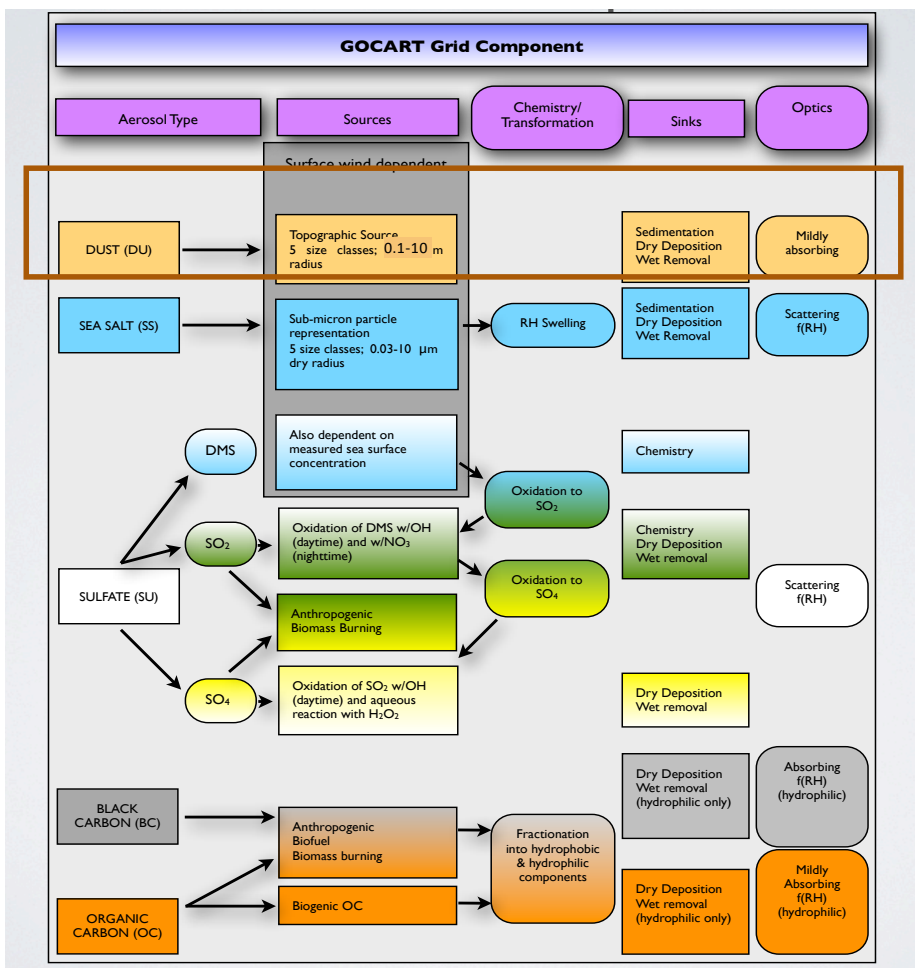 GOCART Grid Component
Aerosol Type
Sources
Chemistry/
Transformation
Sinks
Optics
Surface wind dependent
DUST (DU)
Topographic Source
5 size classes; 0.1-10 m
radius
Sedimentation
Dry Deposition
Wet Removal
Mildly
absorbing
SEA SALT (SS)
Sub-micron particle
representation
5 size classes; 0.03-10 μm
dry radius
RH Swelling
Sedimentation
Dry Deposition
Wet Removal
Scattering
f(RH)
DMS
Also dependent on
measured sea surface
concentration
Oxidation to
SO₂
Chemistry
SULFATE (SU)
SO₂
Oxidation of DMS w/OH
(daytime) and w/NO₃
(nighttime)
Oxidation to
SO₄
Chemistry
Dry Deposition
Wet removal
Scattering
f(RH)
Anthropogenic
Biomass Burning
SO₄
Oxidation of SO₂ w/OH
(daytime) and aqueous
reaction with H₂O₂
Dry Deposition
Wet removal
BLACK
CARBON (BC)
Anthropogenic
Biofuel
Biomass burning
Fractionation
into hydrophobic
& hydrophilic
components
Dry Deposition
Wet removal
(hydrophilic only)
Absorbing
f(RH)
(hydrophilic)
ORGANIC
CARBON (OC)
Biogenic OC
Dry Deposition
Wet removal
(hydrophilic only)
Mildly
Absorbing
f(RH)
(hydrophilic)